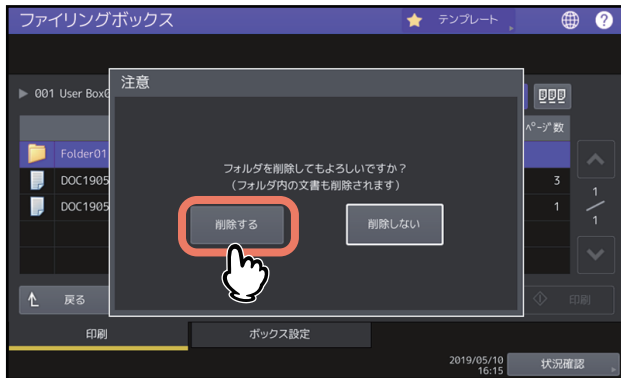 ファイリングボックス
テンプレート
?
001 User Box
注意
ページ数
Folder01
フォルダを削除してもよろしいですか？
（フォルダ内の文書も削除されます）
DOC1905
3
DOC1905
1
1
1
削除する
削除しない
戻る
印刷
印刷
ボックス設定
2019/05/10
16:15
状況確認